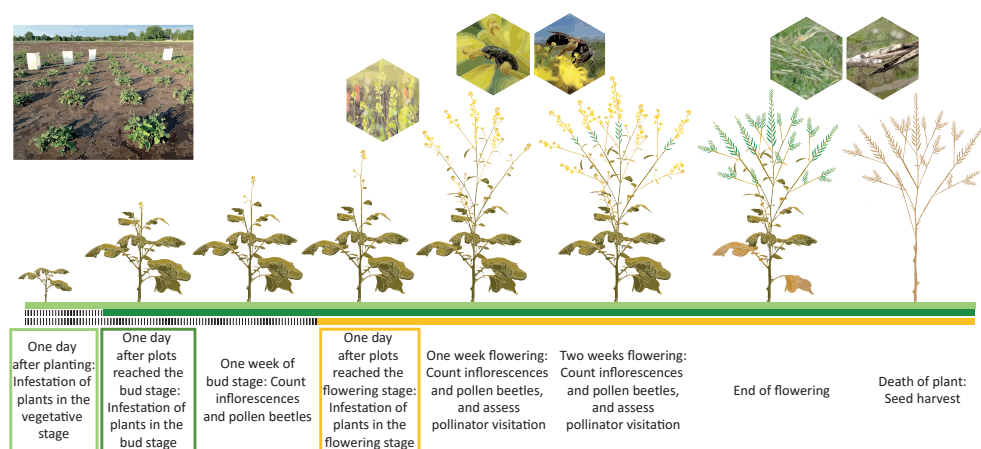 One day
after planting:
Infestation of
plants in the
vegetative
stage
One day
after plots
reached the
bud stage:
Infestation of
plants in the
bud stage
One week of
bud stage: Count
inflorescences
and pollen beetles
One day
after plots
reached the
flowering stage:
Infestation of
plants in the
flowering stage
One week flowering:
Count inflorescences
and pollen beetles,
and assess
pollinator visitation
Two weeks flowering:
Count inflorescences
and pollen beetles,
and assess
pollinator visitation
End of flowering
Death of plant:
Seed harvest